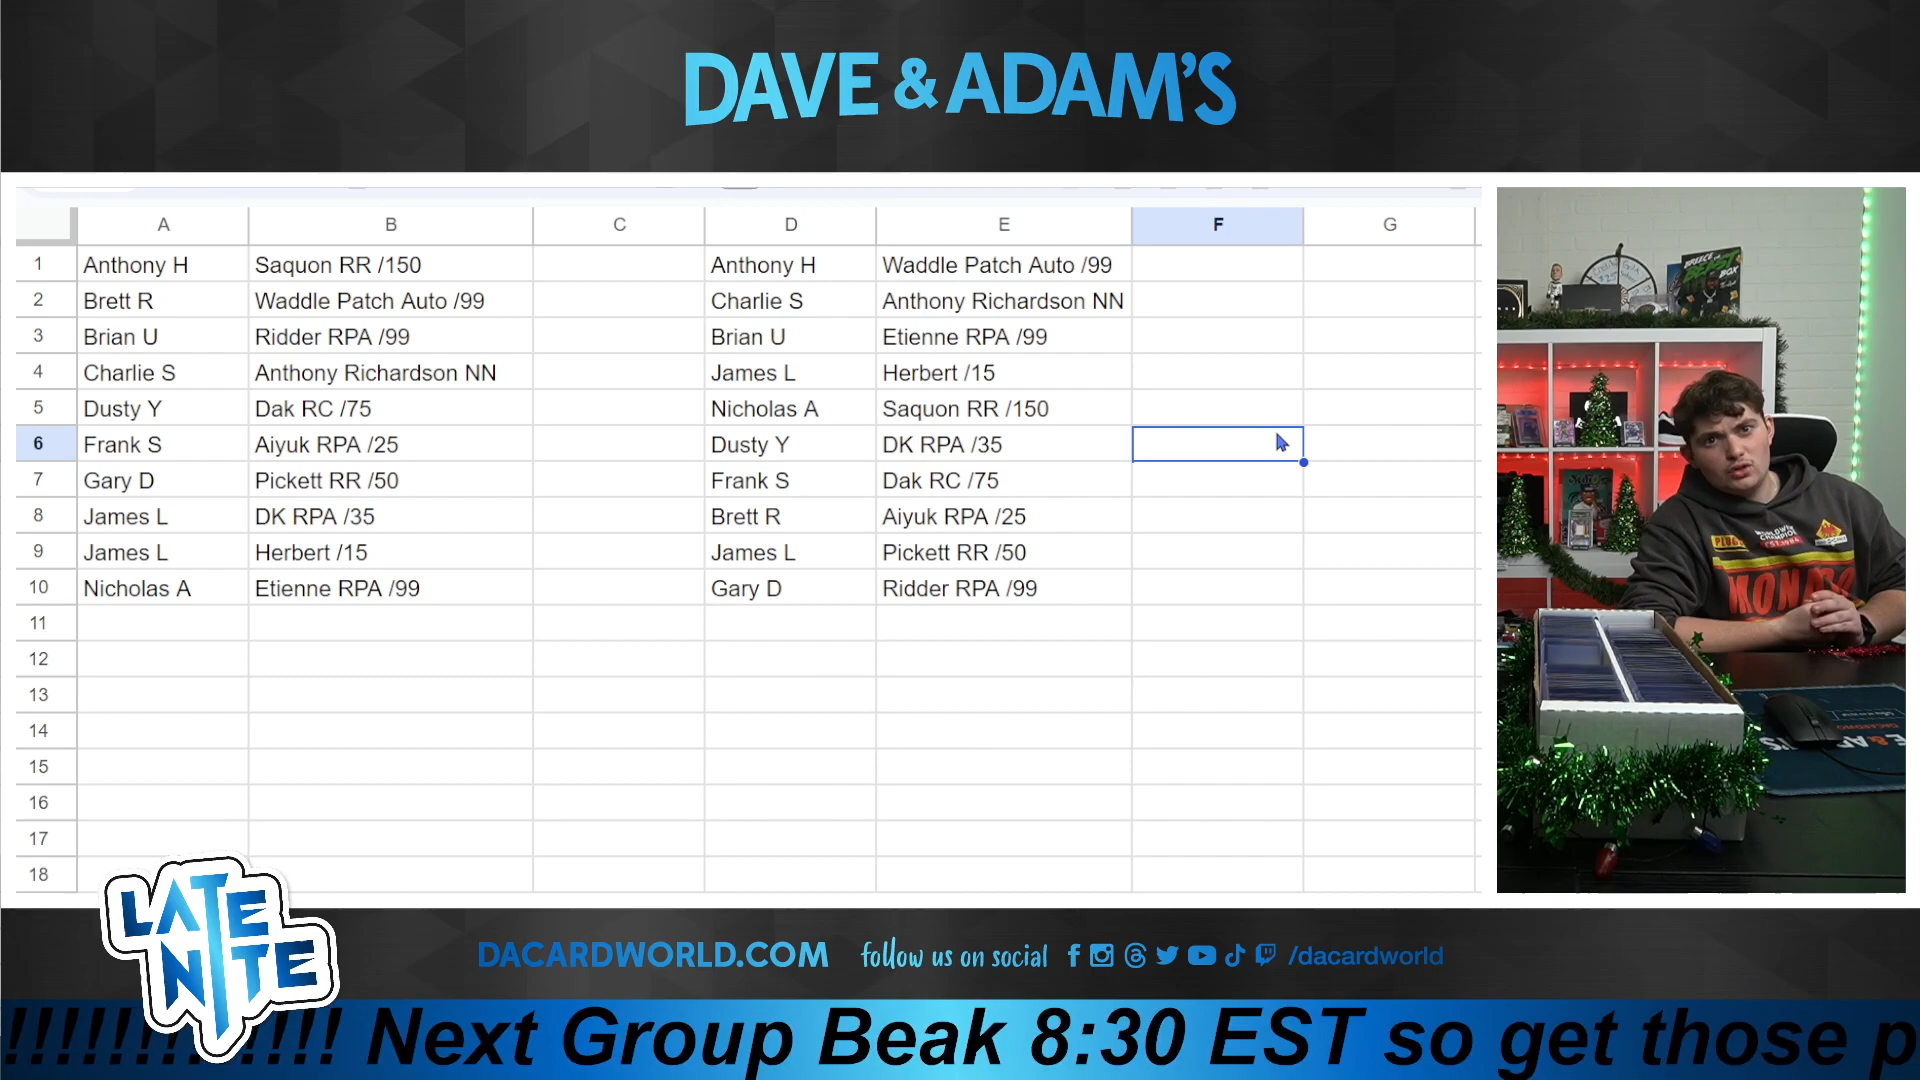 DAVE & ADAM'S
A B C D E F G
1 Anthony H Saquon RR /150 Anthony H Waddle Patch Auto /99
2 Brett R Waddle Patch Auto /99 Charlie S Anthony Richardson NN
3 Brian U Ridder RPA /99 Brian U Etienne RPA /99
4 Charlie S Anthony Richardson NN James L Herbert /15
5 Dusty Y Dak RC /75 Nicholas A Saquon RR /150
6 Frank S Aiyuk RPA /25 Dusty Y DK RPA /35
7 Gary D Pickett RR /50 Frank S Dak RC /75
8 James L DK RPA /35 Brett R Aiyuk RPA /25
9 James L Herbert /15 James L Pickett RR /50
10 Nicholas A Etienne RPA /99 Gary D Ridder RPA /99
11
12
13
14
15
16
17
18
BREECE
BEAST
BOX
WORLDWIDE
CHAMPION
MONACO
LATE
NITE
DACARDWORLD.COM follow us on social /dacardworld
!!!!!!!!!!!!!! Next Group Beak 8:30 EST so get those p